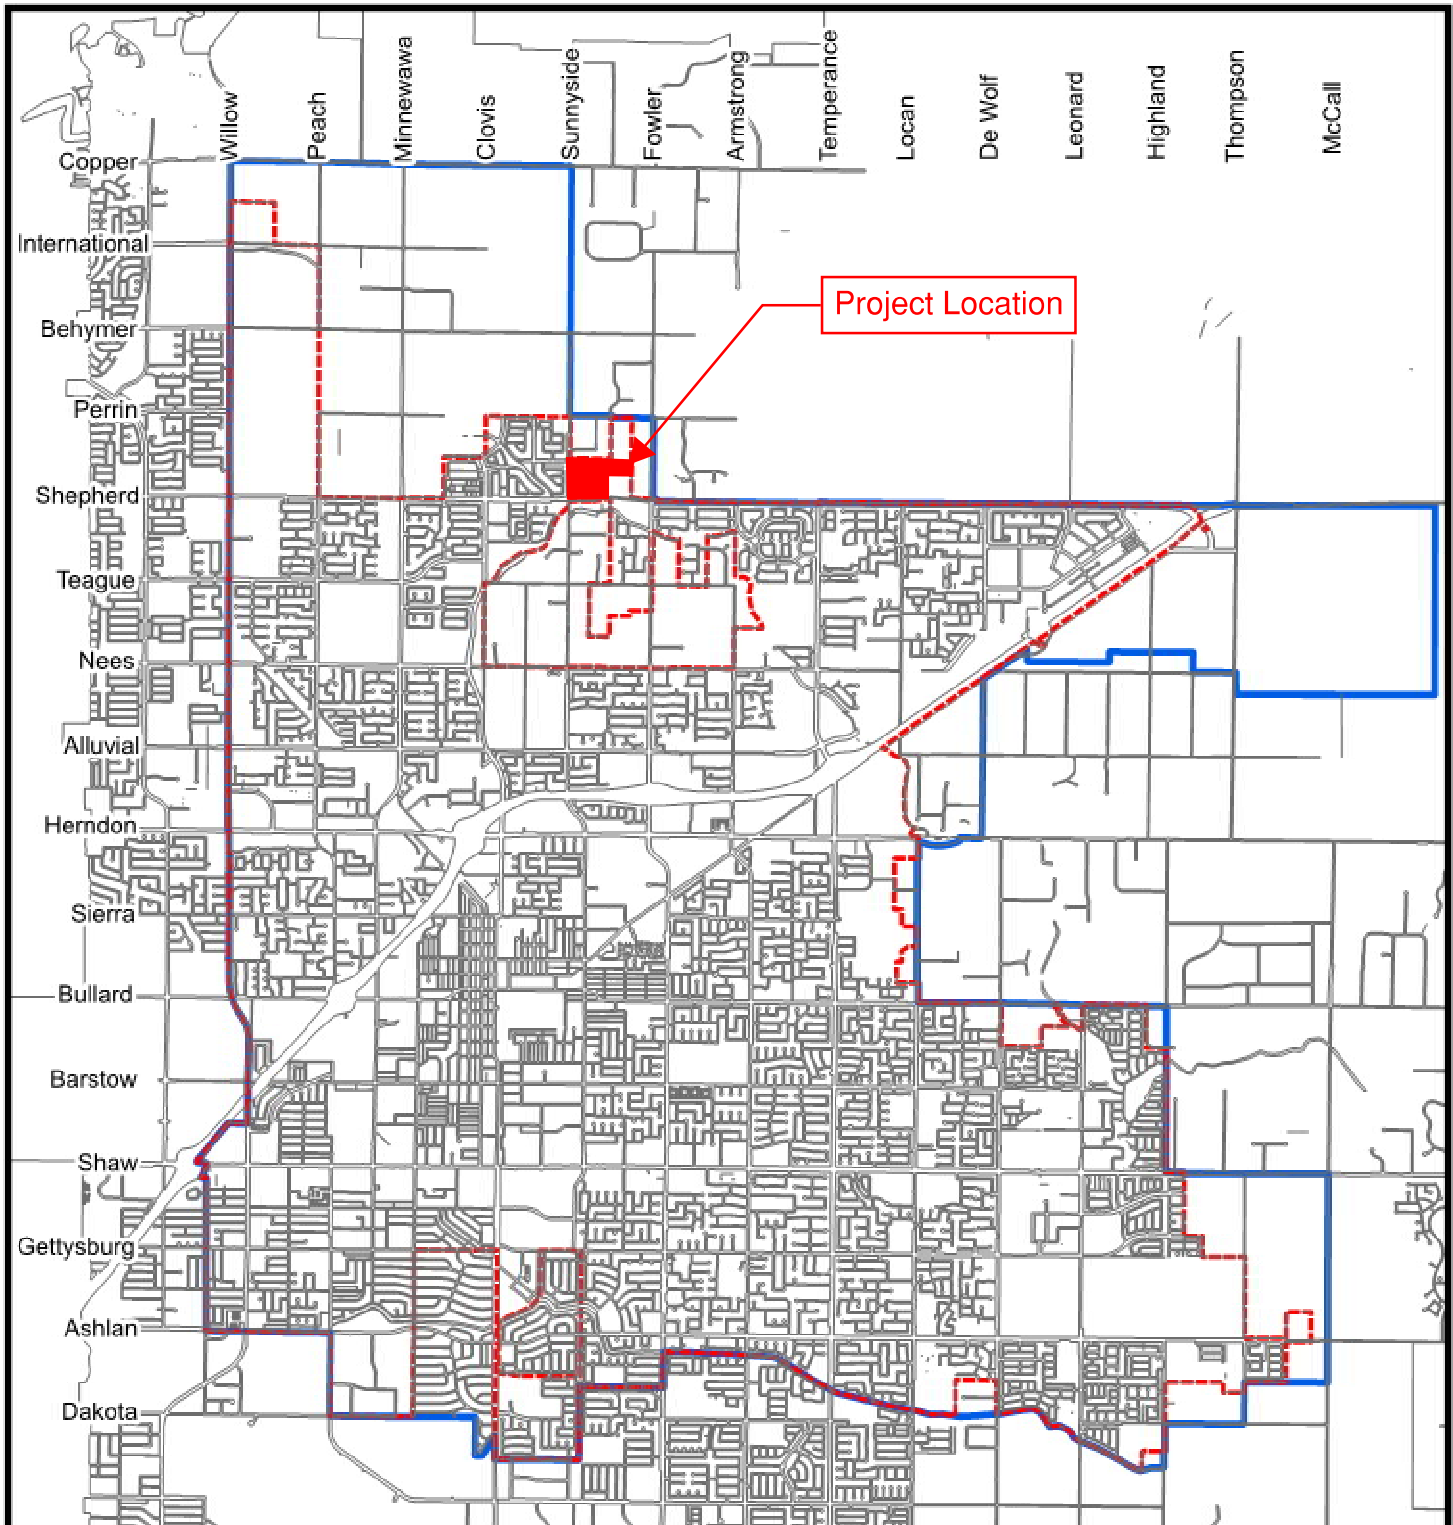 Willow
Peach
Minnewawa
Clovis
Sunnyside
Fowler
Armstrong
Temperance
Locan
De Wolf
Leonard
Highland
Thompson
McCall
Copper
International
Project Location
Behymer
Perrin
Shepherd
Teague
Nees
Alluvial
Herndon
Sierra
Bullard
Barstow
Shaw
Gettysburg
Ashlan
Dakota